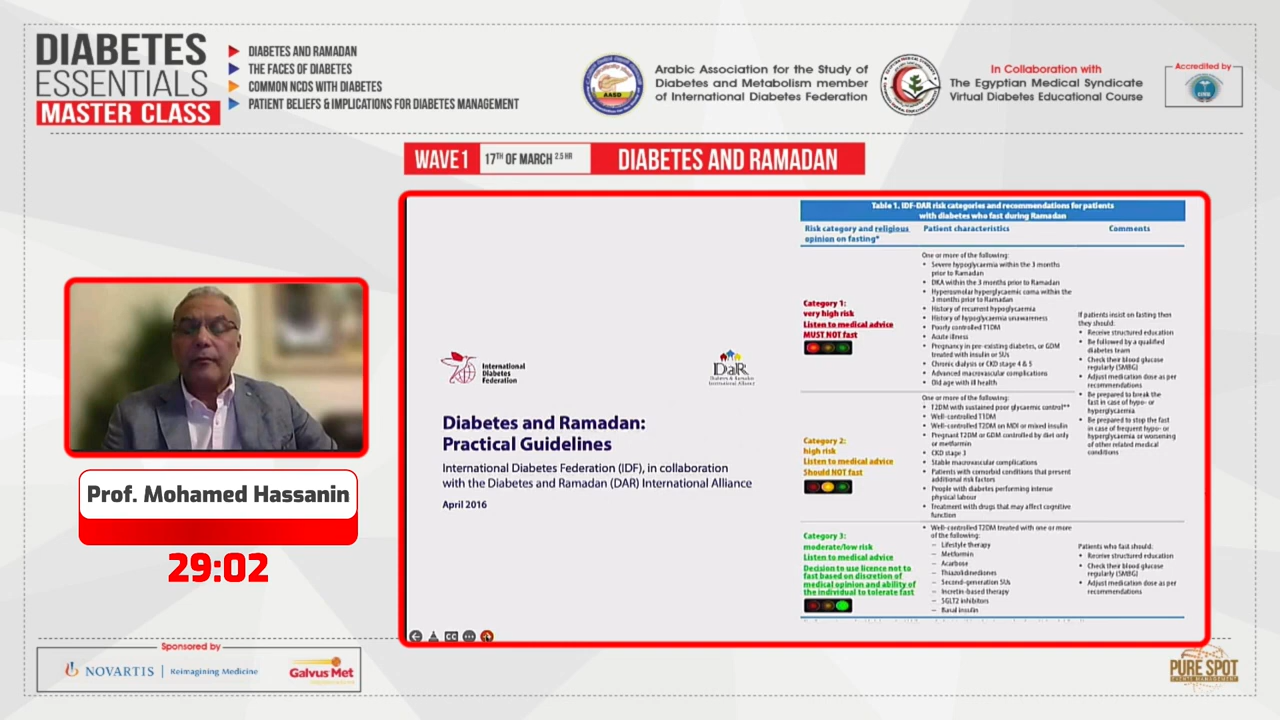 DIABETES
ESSENTIALS
MASTER CLASS
DIABETES AND RAMADAN
THE FACES OF DIABETES
COMMON NCDS WITH DIABETES
PATIENT BELIEFS & IMPLICATIONS FOR DIABETES MANAGEMENT
AASD
Arabic Association for the Study of
Diabetes and Metabolism member
of International Diabetes Federation
In Collaboration with
The Egyptian Medical Syndicate
Virtual Diabetes Educational Course
Accredited by
WAVE1
17TH OF MARCH 2.5 HR
DIABETES AND RAMADAN
International
Diabetes
Federation
DaR
Diabetes & Ramadan
International Alliance
Diabetes and Ramadan:
Practical Guidelines
International Diabetes Federation (IDF), in collaboration
with the Diabetes and Ramadan (DAR) International Alliance
April 2016
Table 1. IDF-DAR risk categories and recommendations for patients
with diabetes who fast during Ramadan
Risk category and religious
opinion on fasting*
Patient characteristics
Comments
Category 1:
very high risk
Listen to medical advice
MUST NOT fast
One or more of the following:
• Severe hypoglycaemia within the 3 months
prior to Ramadan
• DKA within the 3 months prior to Ramadan
• Hyperosmolar hyperglycaemic coma within the
3 months prior to Ramadan
• History of recurrent hypoglycaemia
• History of hypoglycaemia unawareness
• Poorly controlled T1DM
• Acute illness
• Pregnancy in pre-existing diabetes, or GDM
treated with insulin or SUs
• Chronic dialysis or CKD stage 4 & 5
• Advanced macrovascular complications
• Old age with ill health
If patients insist on fasting then
they should:
• Receive structured education
• Be followed by a qualified
diabetes team
• Check their blood glucose
regularly (SMBG)
• Adjust medication dose as per
recommendations
• Be prepared to break the
fast in case of hypo- or
hyperglycaemia
• Be prepared to stop the fast
in case of frequent hypo- or
hyperglycaemia or worsening
of other related medical
conditions
Category 2:
high risk
Listen to medical advice
Should NOT fast
One or more of the following:
• T2DM with sustained poor glycaemic control**
• Well-controlled T1DM
• Well-controlled T2DM on MDI or mixed insulin
• Pregnant T2DM or GDM controlled by diet only
or metformin
• CKD stage 3
• Stable macrovascular complications
• Patients with comorbid conditions that present
additional risk factors
• People with diabetes performing intense
physical labour
• Treatment with drugs that may affect cognitive
function
Category 3:
moderate/low risk
Listen to medical advice
Decision to use licence not to
fast based on discretion of
medical opinion and ability of
the individual to tolerate fast
• Well-controlled T2DM treated with one or more
of the following:
– Lifestyle therapy
– Metformin
– Acarbose
– Thiazolidinediones
– Second-generation SUs
– Incretin-based therapy
– SGLT2 inhibitors
– Basal insulin
Patients who fast should:
• Receive structured education
• Check their blood glucose
regularly (SMBG)
• Adjust medication dose as per
recommendations
CC
Prof. Mohamed Hassanin
29:02
Sponsored by
NOVARTIS | Reimagining Medicine
Galvus Met
PURE SPOT